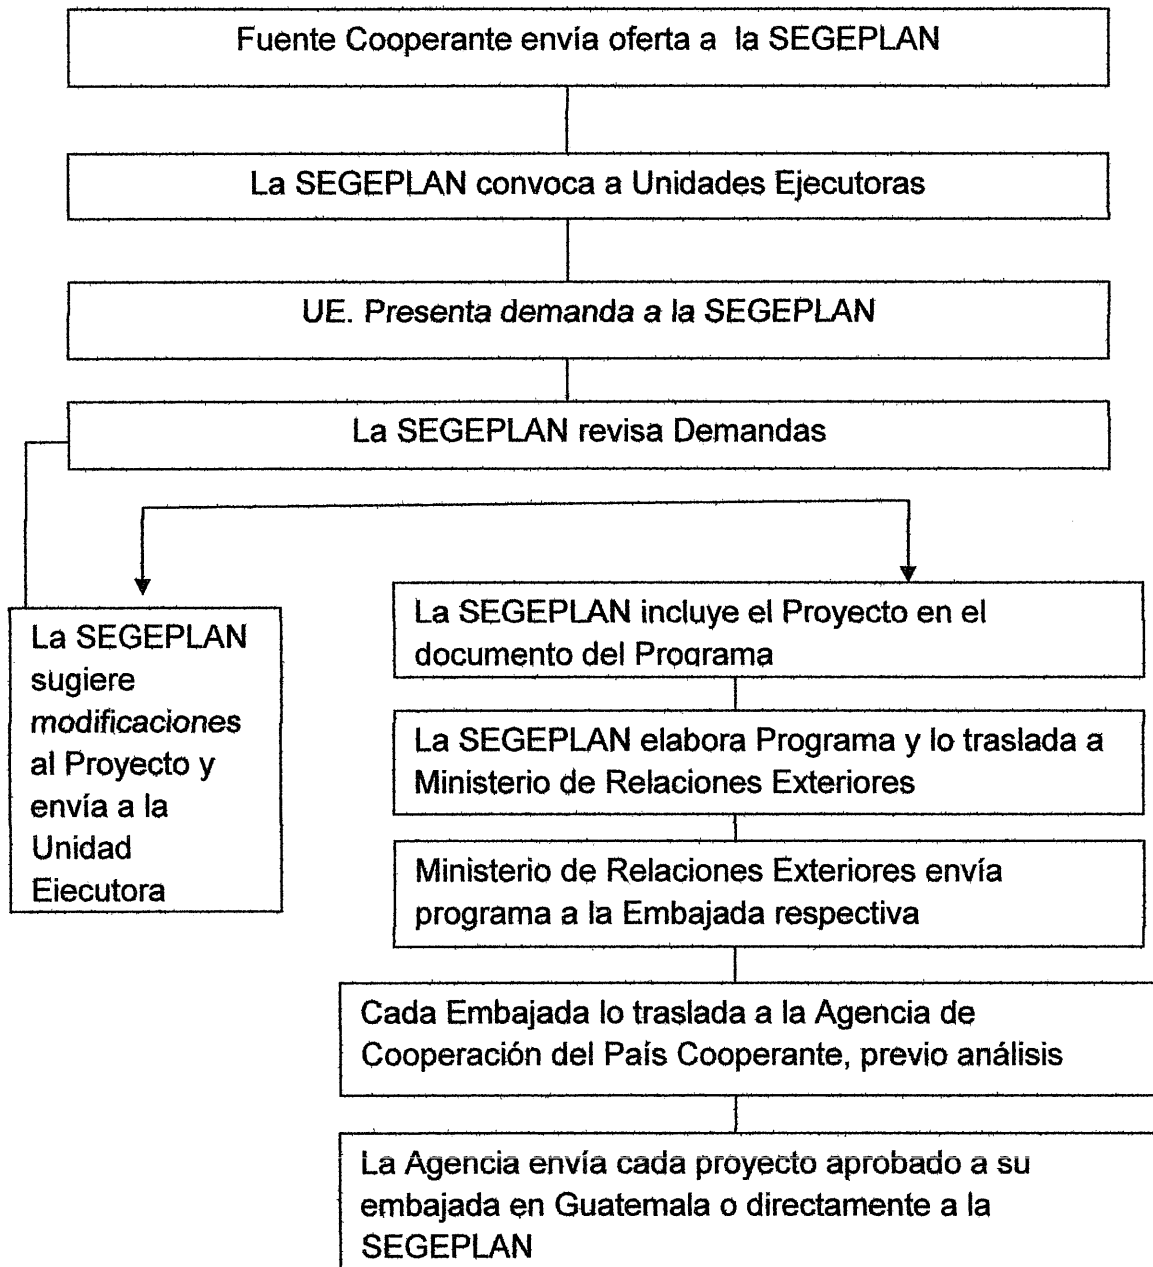 Fuente Cooperante envía oferta a la SEGEPLAN
La SEGEPLAN convoca a Unidades Ejecutoras
UE. Presenta demanda a la SEGEPLAN
La SEGEPLAN revisa Demandas
La SEGEPLAN
sugiere
modificaciones
al Proyecto y
envía a la
Unidad
Ejecutora
La SEGEPLAN incluye el Proyecto en el
documento del Programa
La SEGEPLAN elabora Programa y lo traslada a
Ministerio de Relaciones Exteriores
Ministerio de Relaciones Exteriores envía
programa a la Embajada respectiva
Cada Embajada lo traslada a la Agencia de
Cooperación del País Cooperante, previo análisis
La Agencia envía cada proyecto aprobado a su
embajada en Guatemala o directamente a la
SEGEPLAN